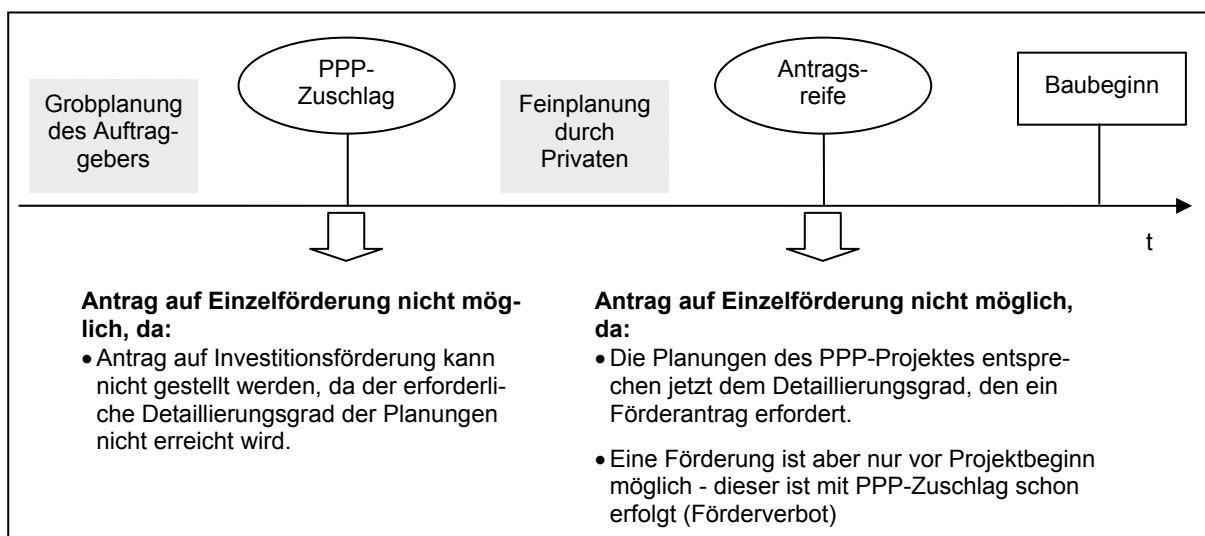 Grobplanung
des Auftrag-
gebers
PPP-
Zuschlag
Feinplanung
durch
Privaten
Antrags-
reife
Baubeginn
t
Antrag auf Einzelförderung nicht mög-
lich, da:
• Antrag auf Investitionsförderung kann
nicht gestellt werden, da der erforderli-
che Detaillierungsgrad der Planungen
nicht erreicht wird.
Antrag auf Einzelförderung nicht möglich,
da:
• Die Planungen des PPP-Projektes entspre-
chen jetzt dem Detaillierungsgrad, den ein
Förderantrag erfordert.
• Eine Förderung ist aber nur vor Projektbeginn
möglich - dieser ist mit PPP-Zuschlag schon
erfolgt (Förderverbot)